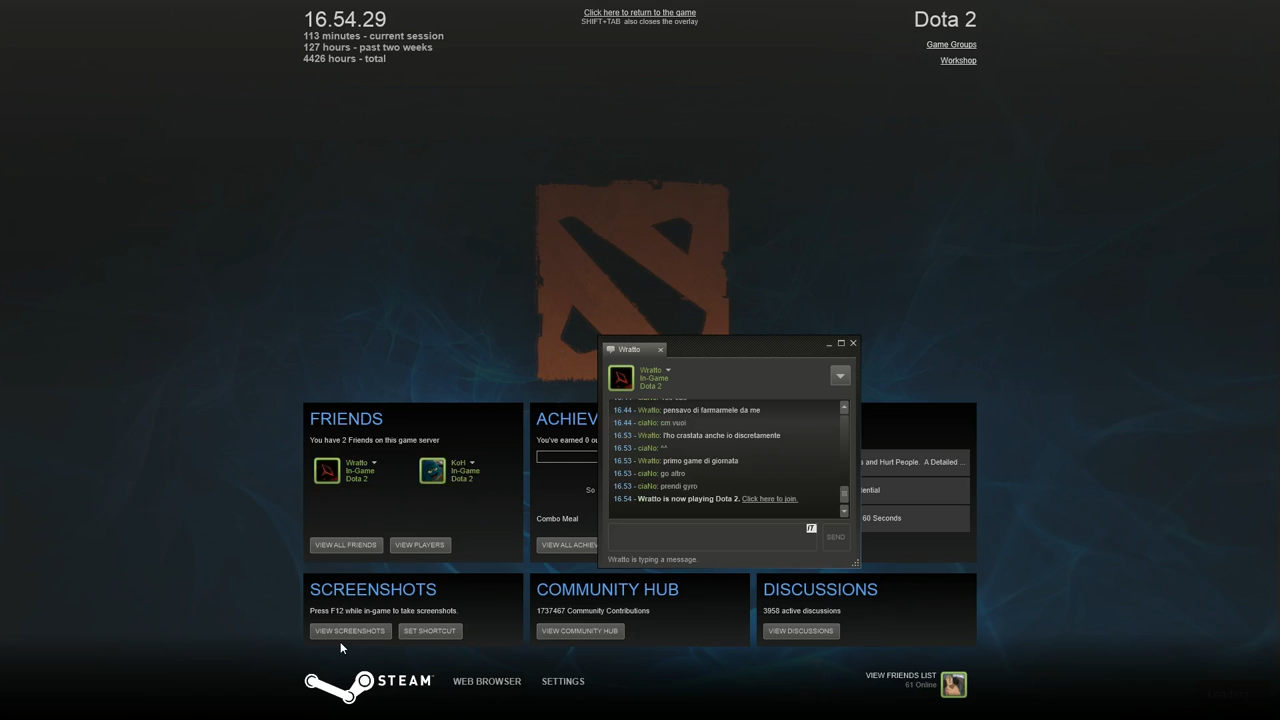 16.54.29
113 minutes - current session
127 hours - past two weeks
4426 hours - total
Click here to return to the game
SHIFT+TAB also closes the overlay
Dota 2
Game Groups
Workshop
FRIENDS
You have 2 Friends on this game server
Wratto
In-Game
Dota 2
KoH
In-Game
Dota 2
VIEW ALL FRIENDS
VIEW PLAYERS
ACHIE
You've earned 0 ou
So
Combo Meal
VIEW ALL ACHIEV
Wratto
Wratto
In-Game
Dota 2
16.44 - Wratto: pensavo di farmarmele da me
16.44 - ciaNo: cm vuoi
16.53 - Wratto: l'ho crastata anche io discretamente
16.53 - ciaNo: ^^
16.53 - Wratto: primo game di giornata
16.53 - ciaNo: go altro
16.53 - ciaNo: prendi gyro
16.54 - Wratto is now playing Dota 2. Click here to join.
IT
SEND
Wratto is typing a message.
s and Hurt People. A Detailed ...
ential
60 Seconds
SCREENSHOTS
Press F12 while in-game to take screenshots.
VIEW SCREENSHOTS
SET SHORTCUT
COMMUNITY HUB
1737467 Community Contributions
VIEW COMMUNITY HUB
DISCUSSIONS
3958 active discussions
VIEW DISCUSSIONS
STEAM
WEB BROWSER
SETTINGS
VIEW FRIENDS LIST
61 Online